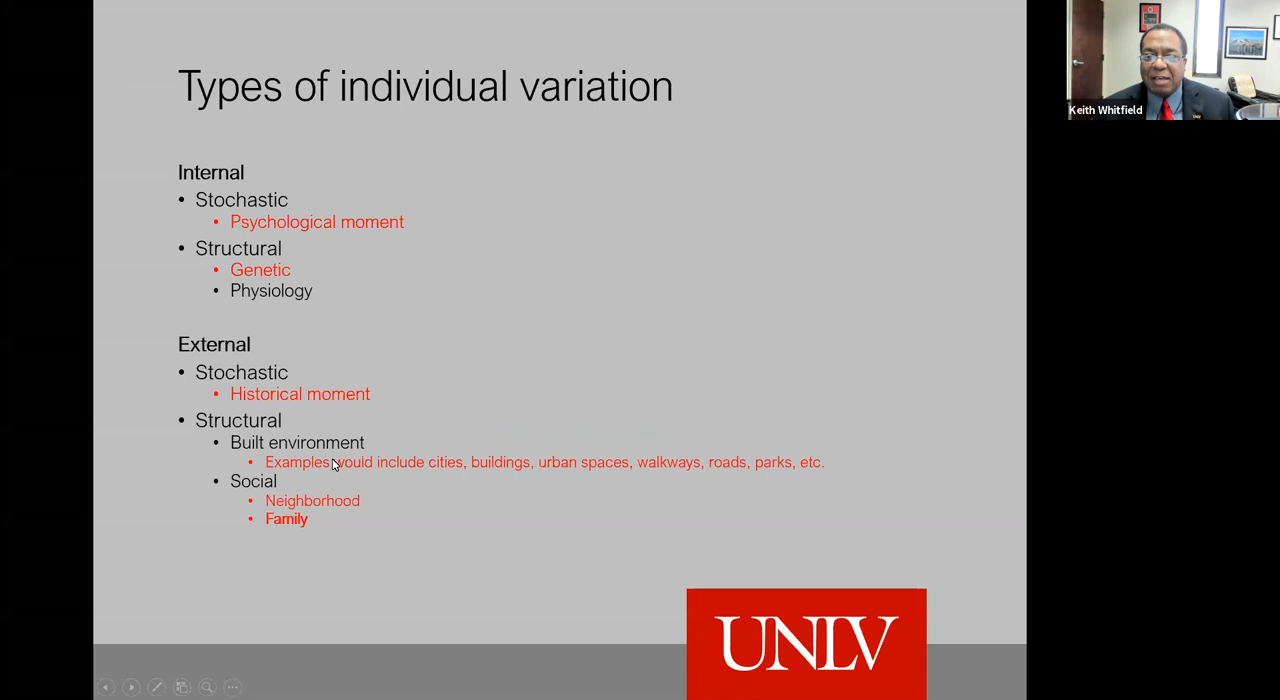 Types of individual variation
Keith Whitfield
Internal
• Stochastic
• Psychological moment
• Structural
• Genetic
• Physiology
External
• Stochastic
• Historical moment
• Structural
• Built environment
• Examples would include cities, buildings, urban spaces, walkways, roads, parks, etc.
• Social
• Neighborhood
• Family
UNLV